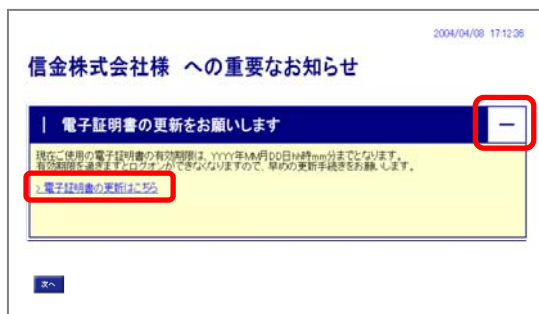 2004/04/08 17:12:36
信金株式会社様 への重要なお知らせ
| 電子証明書の更新をお願いします
現在ご使用の電子証明書の有効期限は、YYYY年MM月DD日hh時mm分までとなります。
有効期限を過ぎますとログオンができなくなりますので、早めの更新手続きをお願いします。
> 電子証明書の更新はこちら
次へ